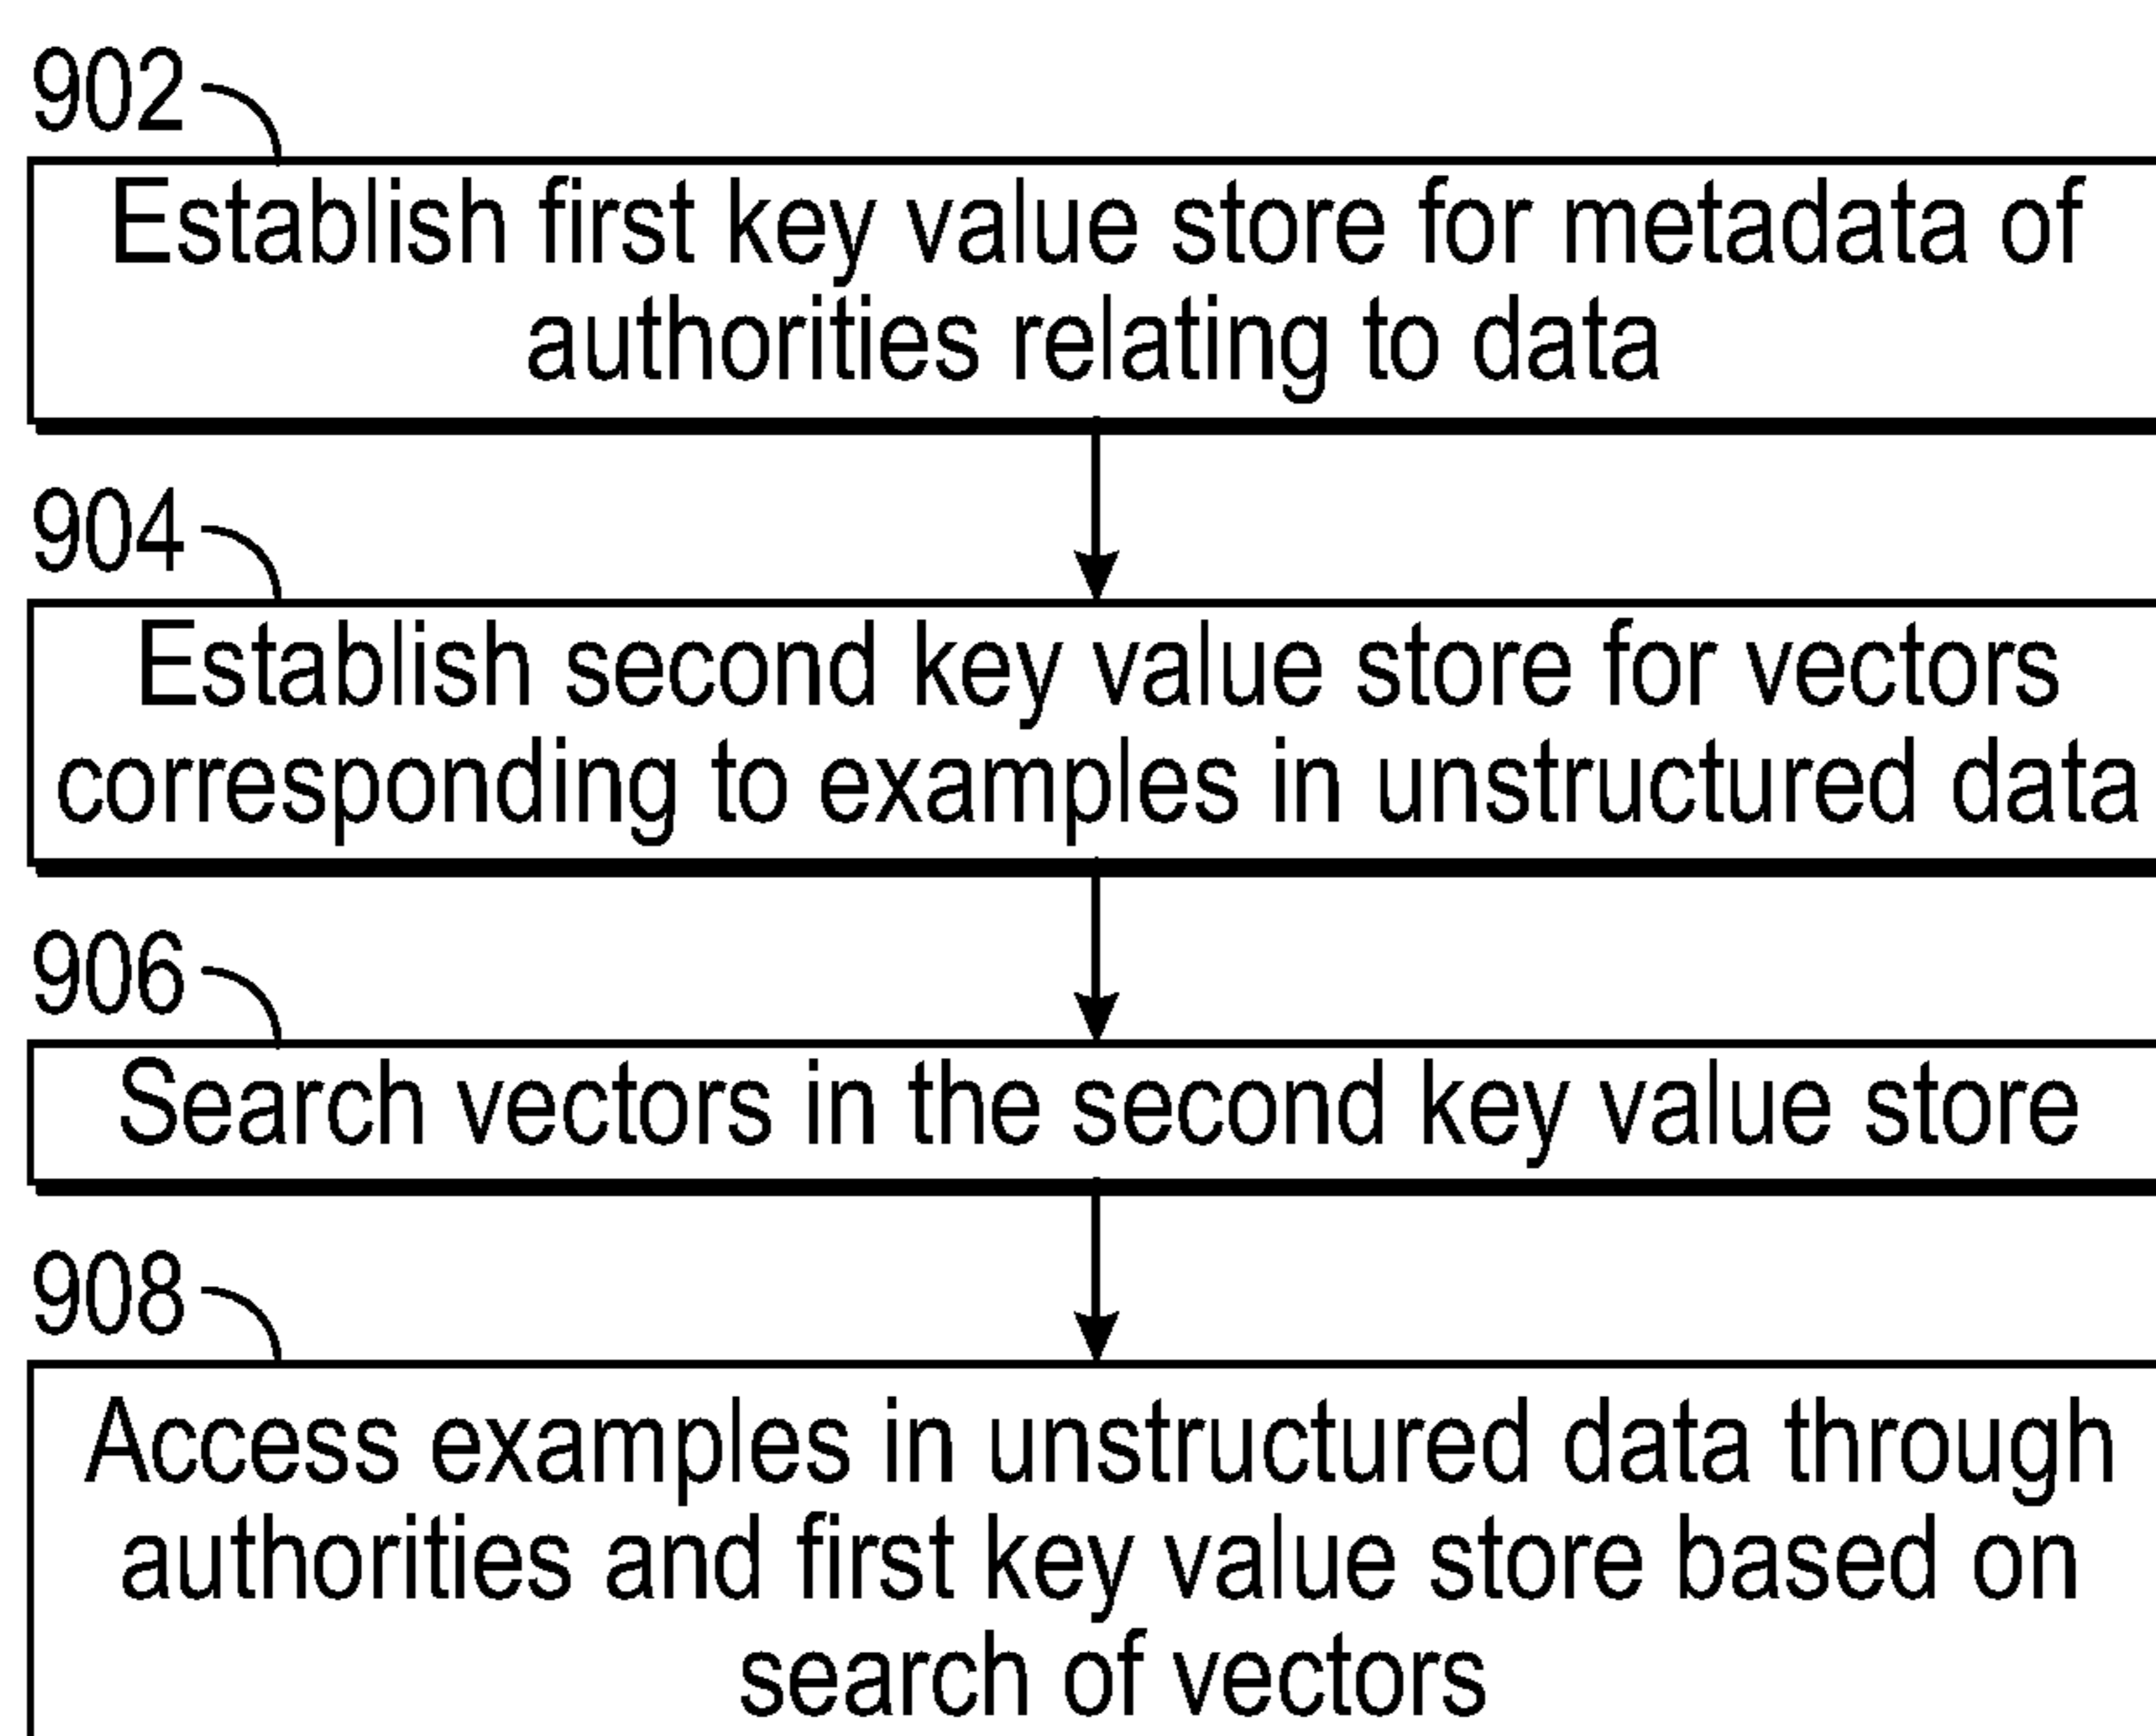 902
Establish first key value store for metadata of
authorities relating to data
904
Establish second key value store for vectors
corresponding to examples in unstructured data
906
Search vectors in the second key value store
908
Access examples in unstructured data through
authorities and first key value store based on
search of vectors